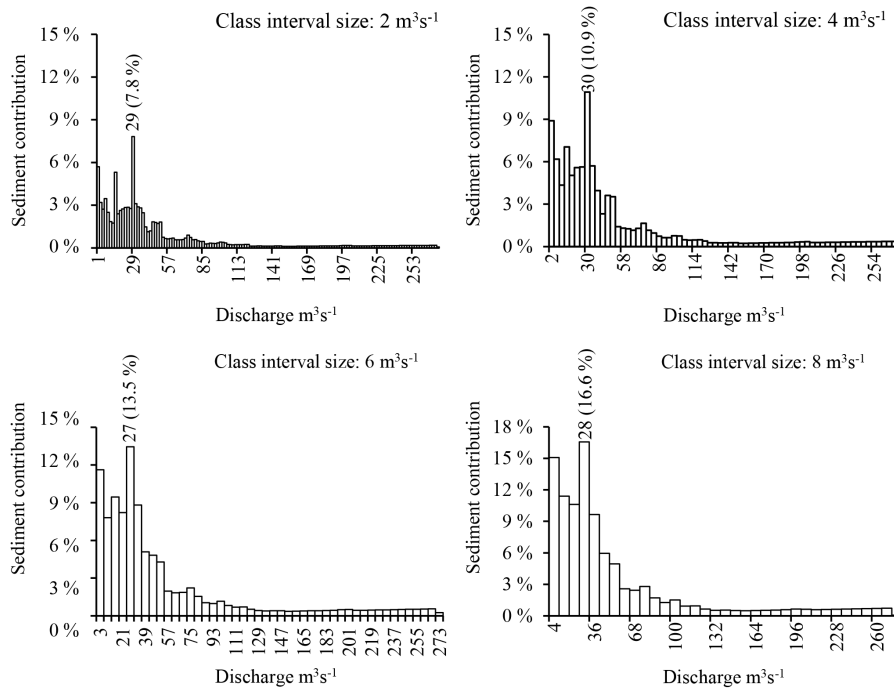 Class interval size: 2 m³s⁻¹
15 %
12 %
9 %
6 %
3 %
0 %
Sediment contribution
29 (7.8 %)
1 29 57 85 113 141 169 197 225 253
Discharge m³s⁻¹
Class interval size: 4 m³s⁻¹
15 %
12 %
9 %
6 %
3 %
0 %
Sediment contribution
30 (10.9 %)
2 30 58 86 114 142 170 198 226 254
Discharge m³s⁻¹
Class interval size: 6 m³s⁻¹
15 %
12 %
9 %
6 %
3 %
0 %
Sediment contribution
27 (13.5 %)
3 21 39 57 75 93 111 129 147 165 183 201 219 237 255 273
Discharge m³s⁻¹
Class interval size: 8 m³s⁻¹
18 %
15 %
12 %
9 %
6 %
3 %
0 %
Sediment contribution
28 (16.6 %)
4 36 68 100 132 164 196 228 260
Discharge m³s⁻¹